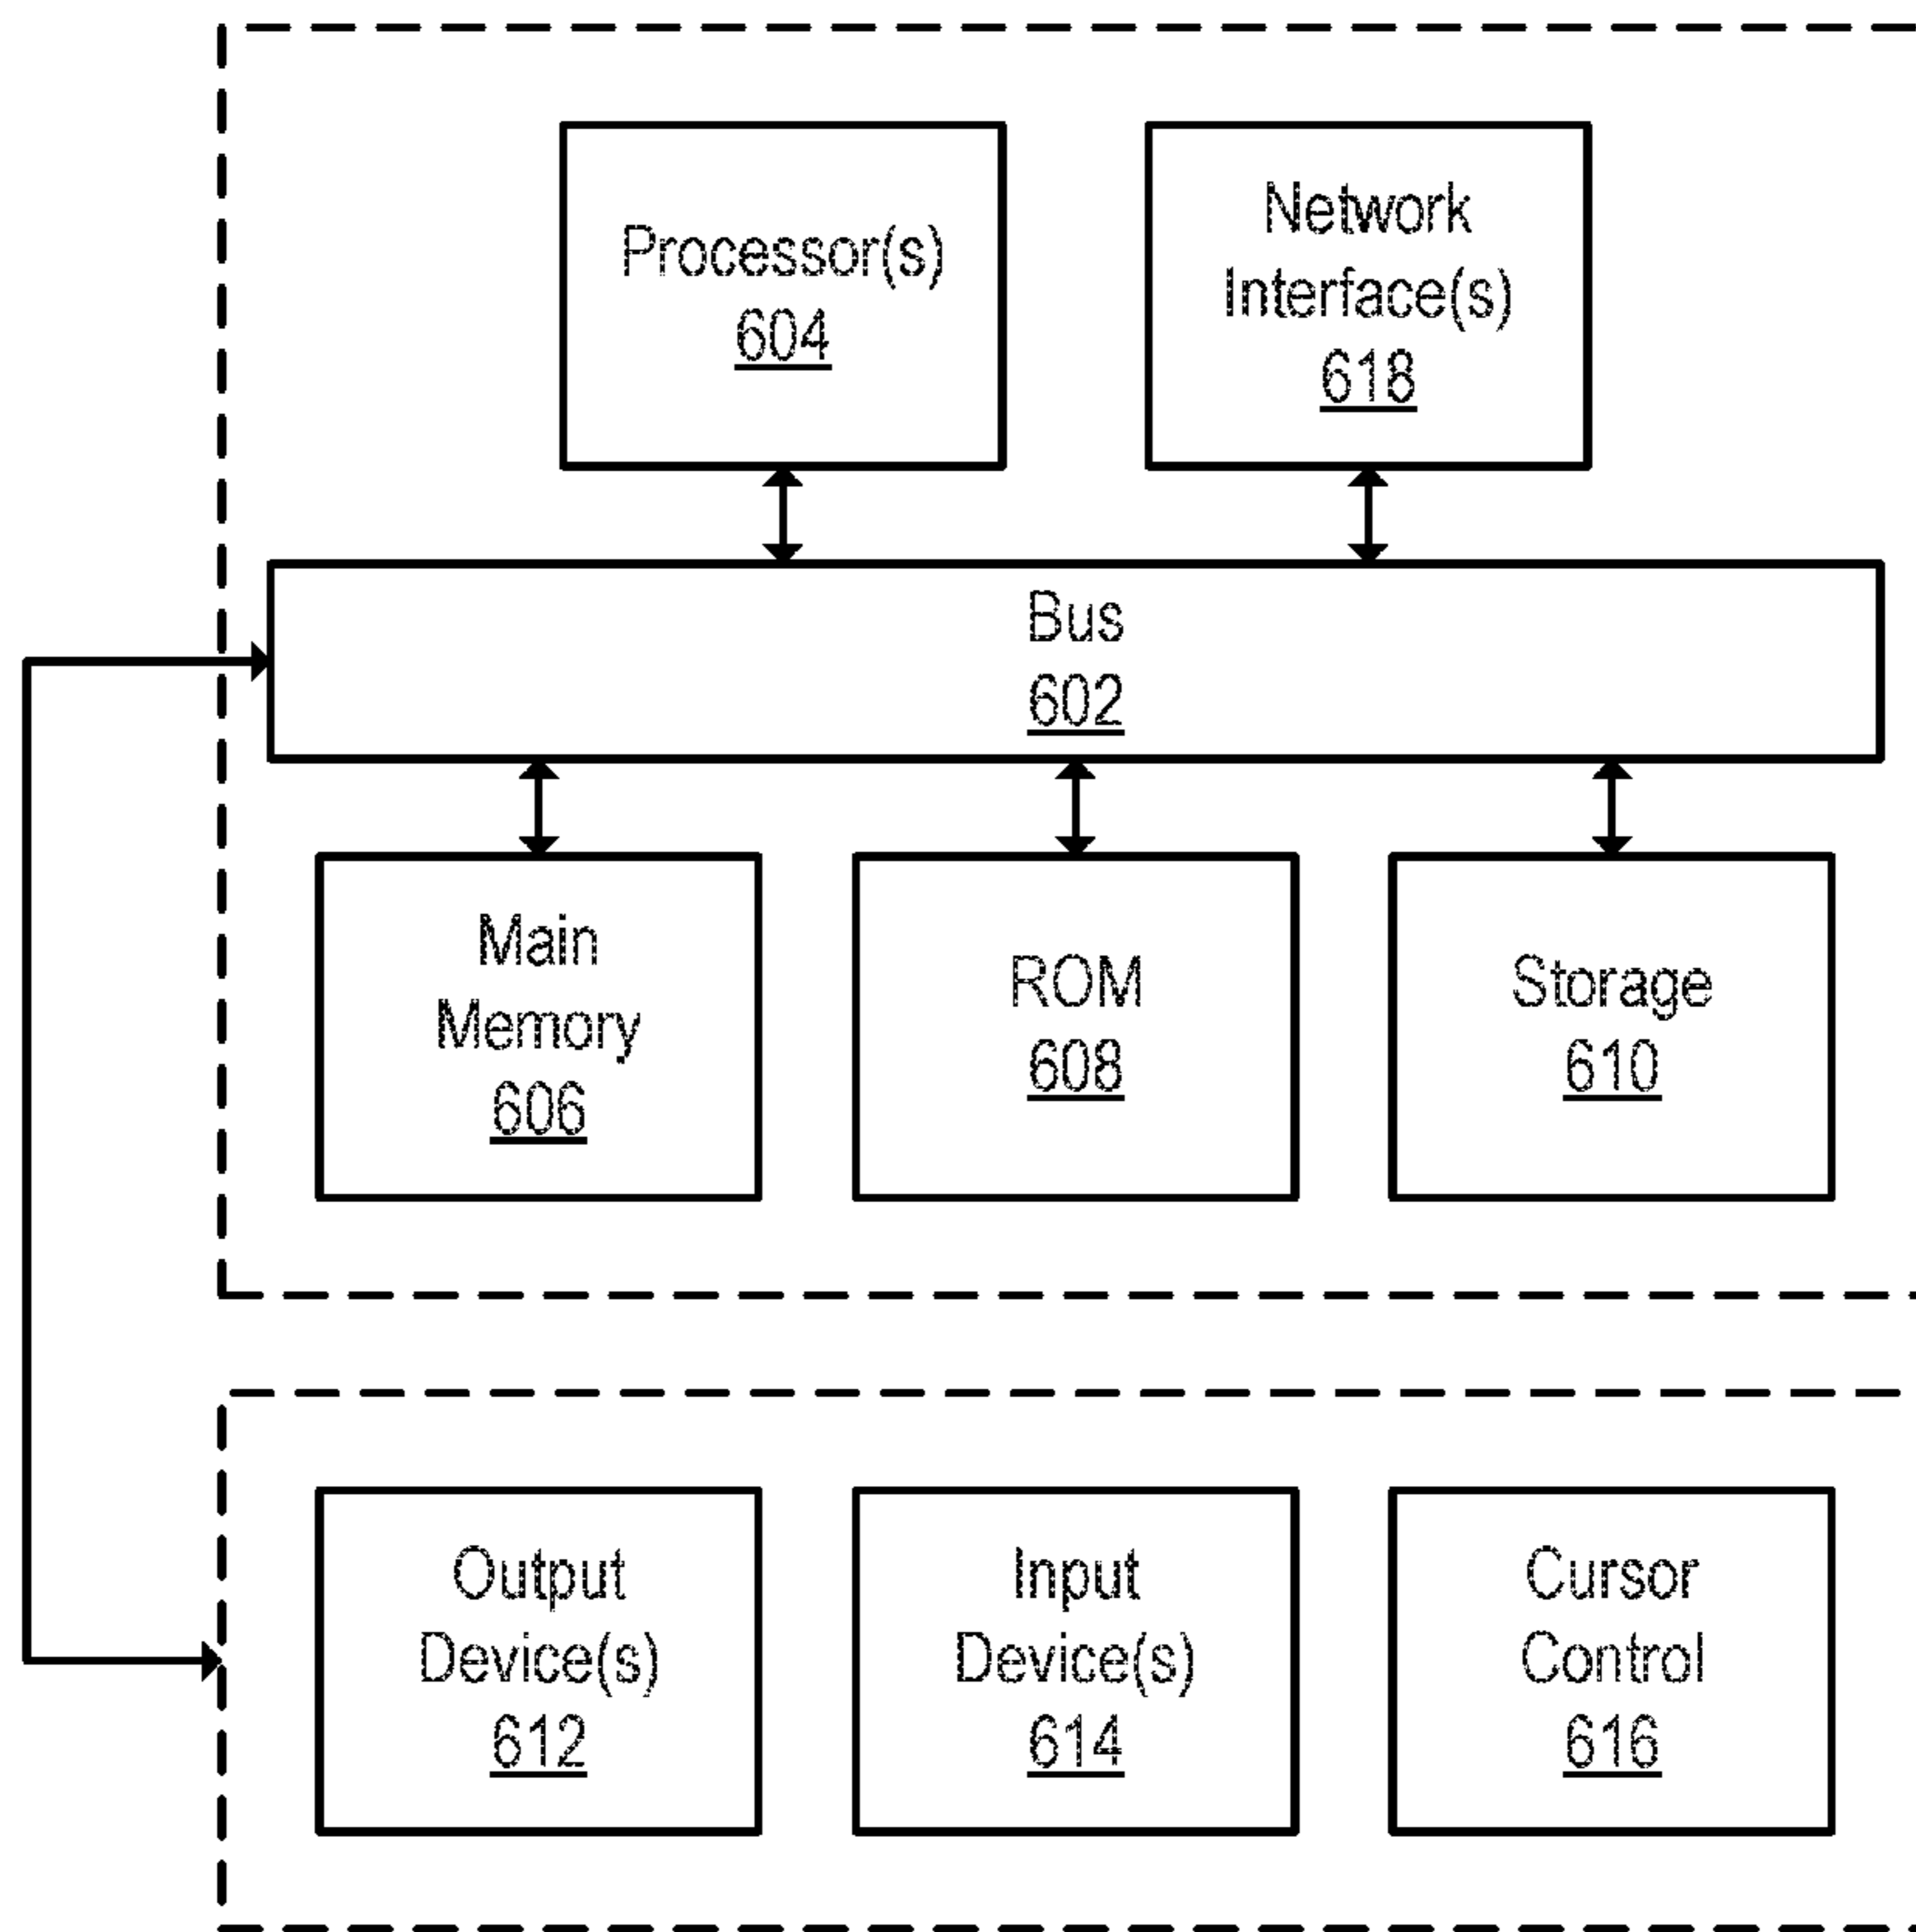 Processor(s)
604
Network
Interface(s)
618
Bus
602
Main
Memory
606
ROM
608
Storage
610
Output
Device(s)
612
Input
Device(s)
614
Cursor
Control
616